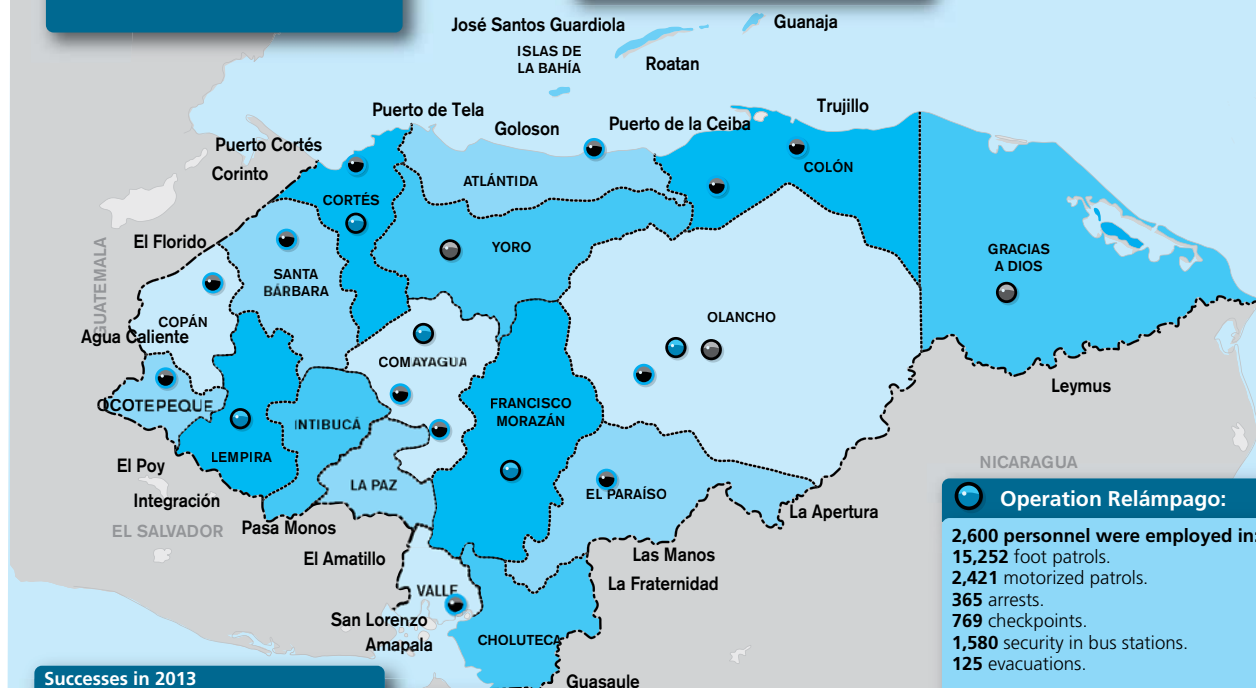 José Santos Guardiola
Guanaja
ISLAS DE
LA BAHÍA
Roatan
Puerto de Tela
Trujillo
Goloson
Puerto de la Ceiba
Puerto Cortés
Corinto
ATLÁNTIDA
COLÓN
CORTÉS
El Florido
YORO
GRACIAS
A DIOS
GUATEMALA
SANTA
BÁRBARA
COPÁN
OLANCHO
Agua Caliente
COMAYAGUA
Leymus
OCOTEPEQUE
FRANCISCO
MORAZÁN
INTIBUCÁ
LEMPIRA
El Poy
NICARAGUA
LA PAZ
EL PARAÍSO
Integración
La Apertura
EL SALVADOR
Pasa Monos
El Amatillo
Las Manos
La Fraternidad
VALLE
San Lorenzo
Amapala
CHOLUTECA
Guasaule
Operation Relámpago:
2,600 personnel were employed in:
15,252 foot patrols.
2,421 motorized patrols.
365 arrests.
769 checkpoints.
1,580 security in bus stations.
125 evacuations.
Successes in 2013